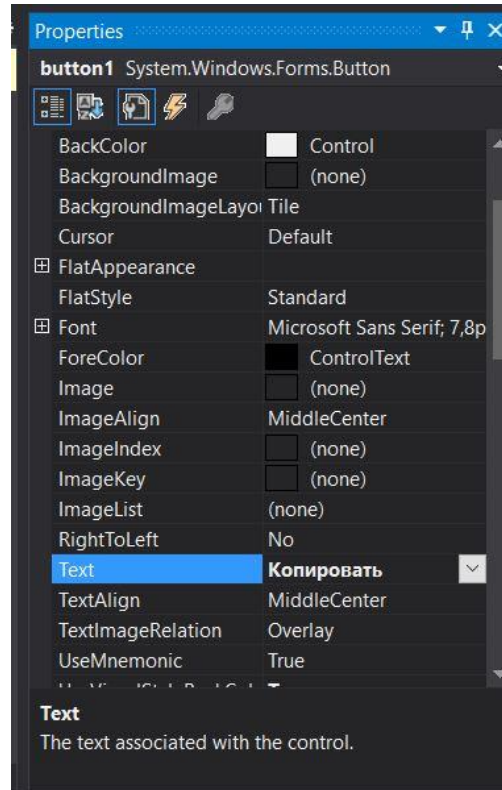 Properties
button1 System.Windows.Forms.Button
BackColor Control
BackgroundImage (none)
BackgroundImageLayou Tile
Cursor Default
FlatAppearance
FlatStyle Standard
Font Microsoft Sans Serif; 7,8p
ForeColor ControlText
Image (none)
ImageAlign MiddleCenter
ImageIndex (none)
ImageKey (none)
ImageList (none)
RightToLeft No
Text Копировать
TextAlign MiddleCenter
TextImageRelation Overlay
UseMnemonic True
Text
The text associated with the control.